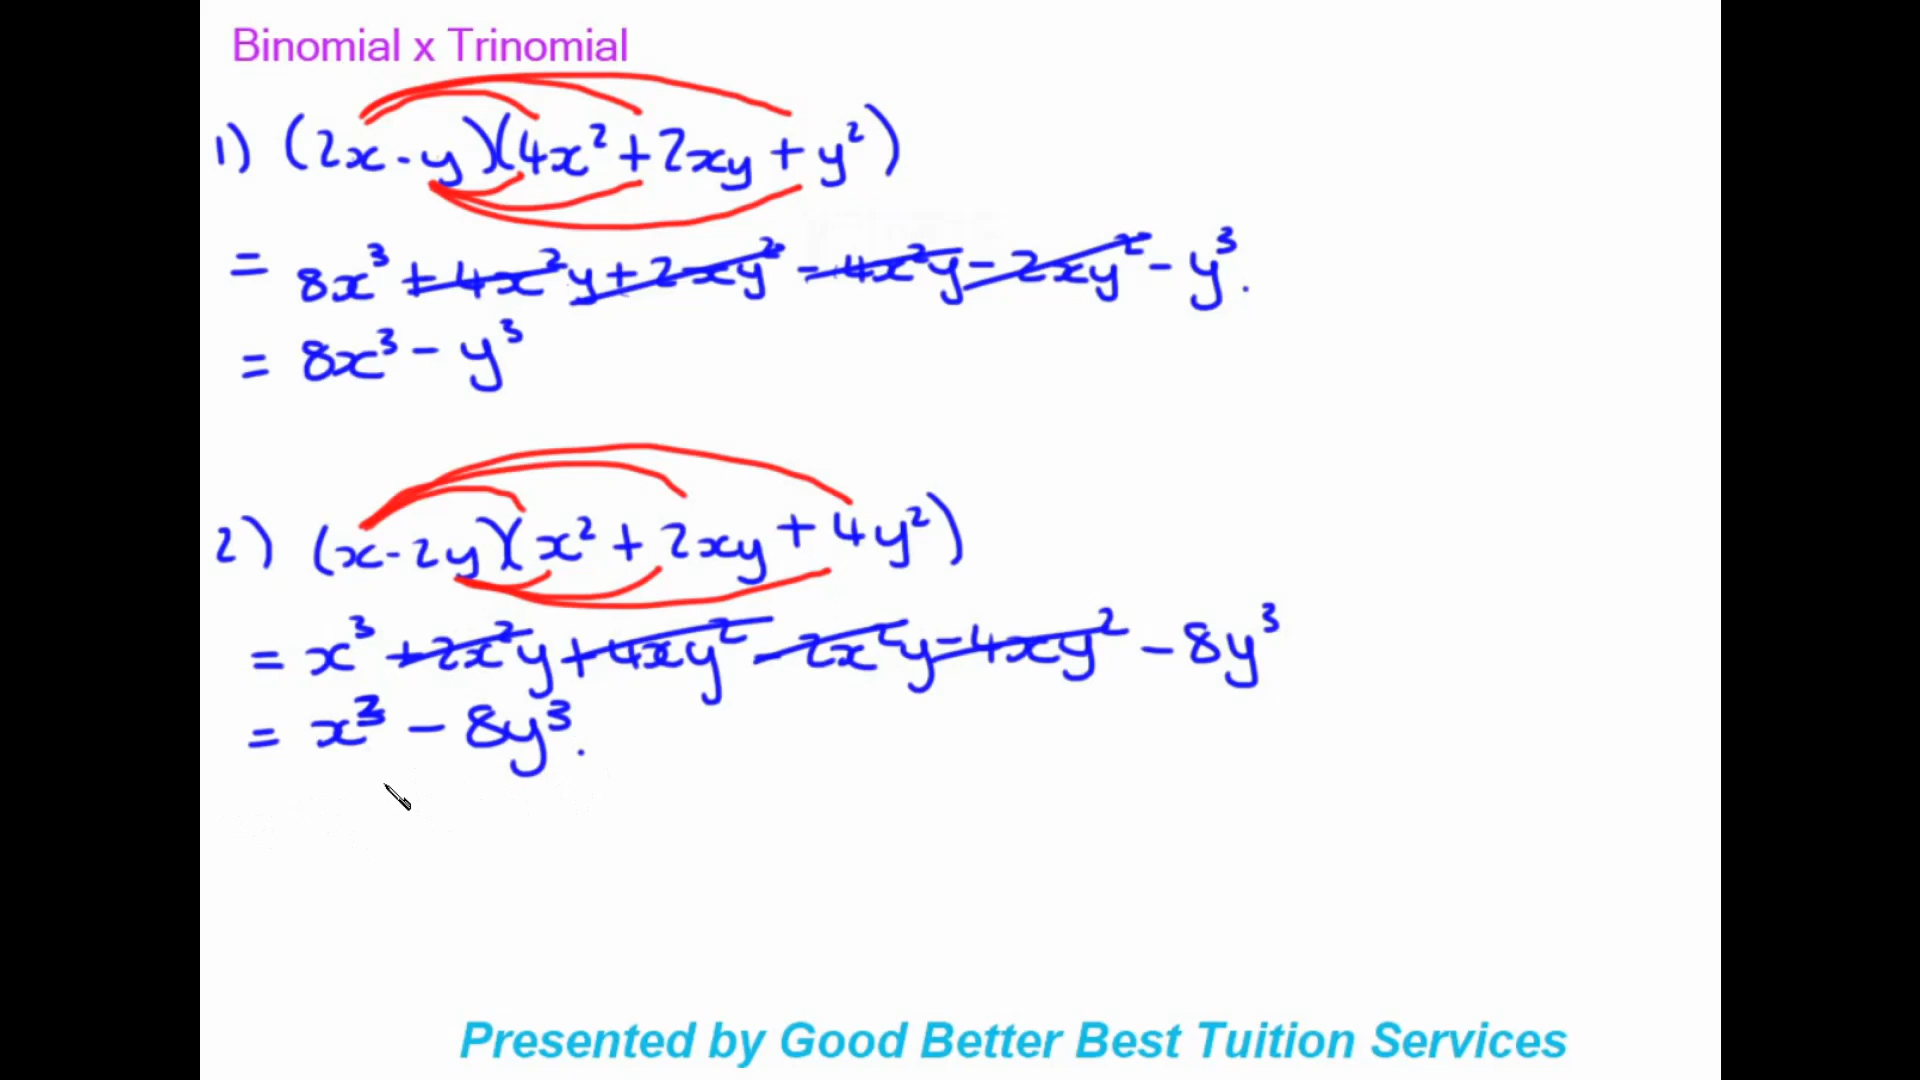 Binomial x Trinomial
1) (2x - y)(4x² + 2xy + y²)
= 8x³ + 4x²y + 2xy² - 4x²y - 2xy² - y³.
= 8x³ - y³
2) (x - 2y)(x² + 2xy + 4y²)
= x³ + 2x²y + 4xy² - 2x²y - 4xy² - 8y³
= x³ - 8y³.
Presented by Good Better Best Tuition Services